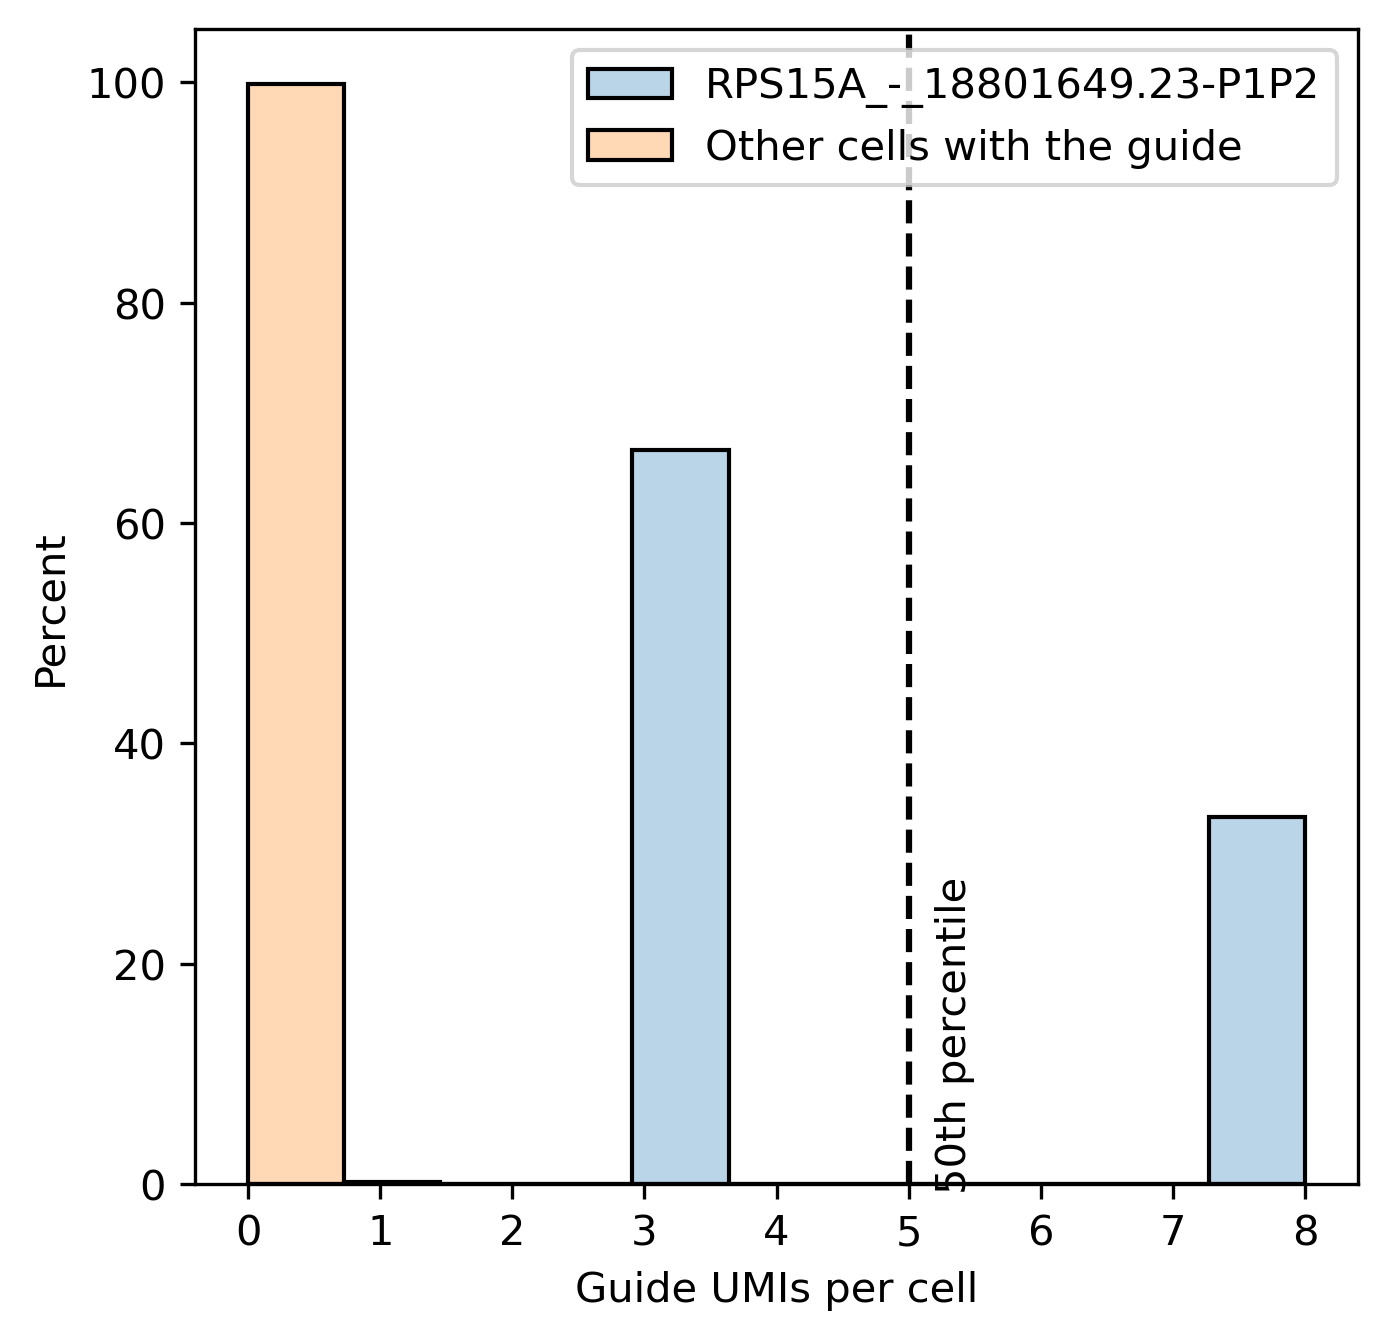 RPS15A_-_18801649.23-P1P2
Other cells with the guide
100
80
60
40
20
0
Percent
50th percentile
0 1 2 3 4 5 6 7 8
Guide UMIs per cell